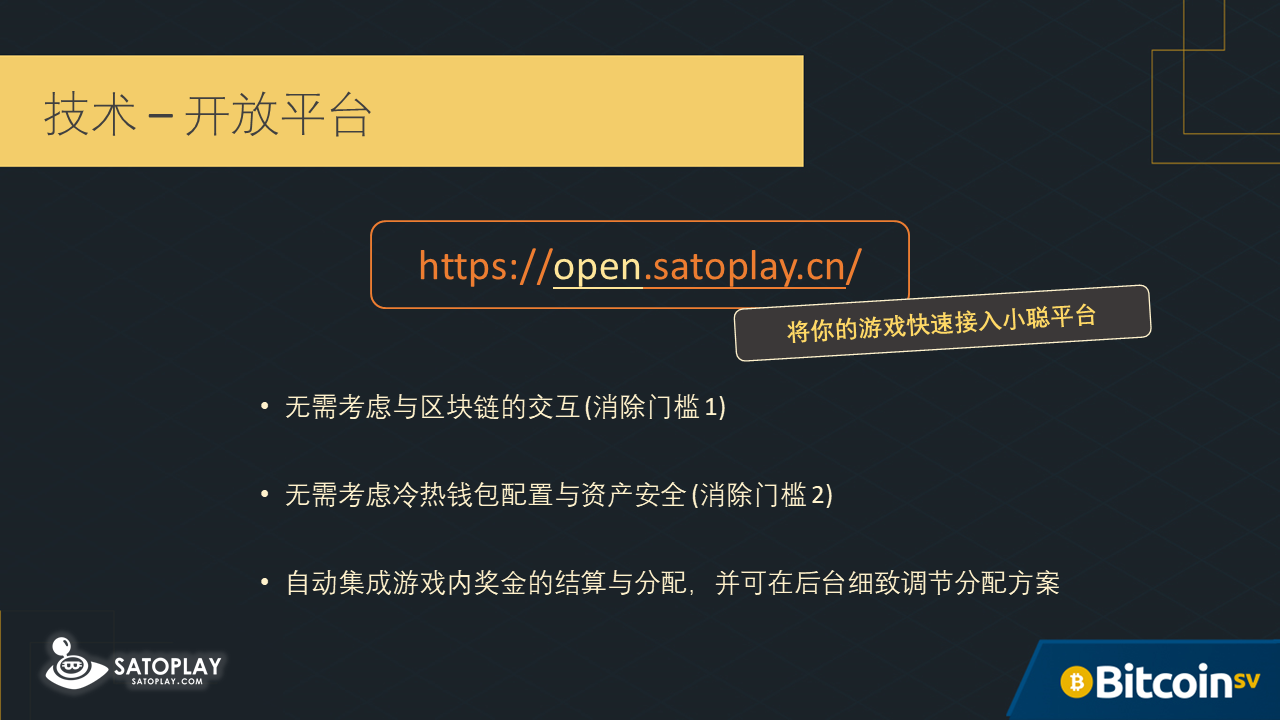 技术 – 开放平台
https://open.satoplay.cn/
将你的游戏快速接入小聪平台
• 无需考虑与区块链的交互(消除门槛1)
• 无需考虑冷热钱包配置与资产安全(消除门槛2)
• 自动集成游戏内奖金的结算与分配，并可在后台细致调节分配方案
SATOPLAY
SATOPLAY.COM
Bitcoin SV